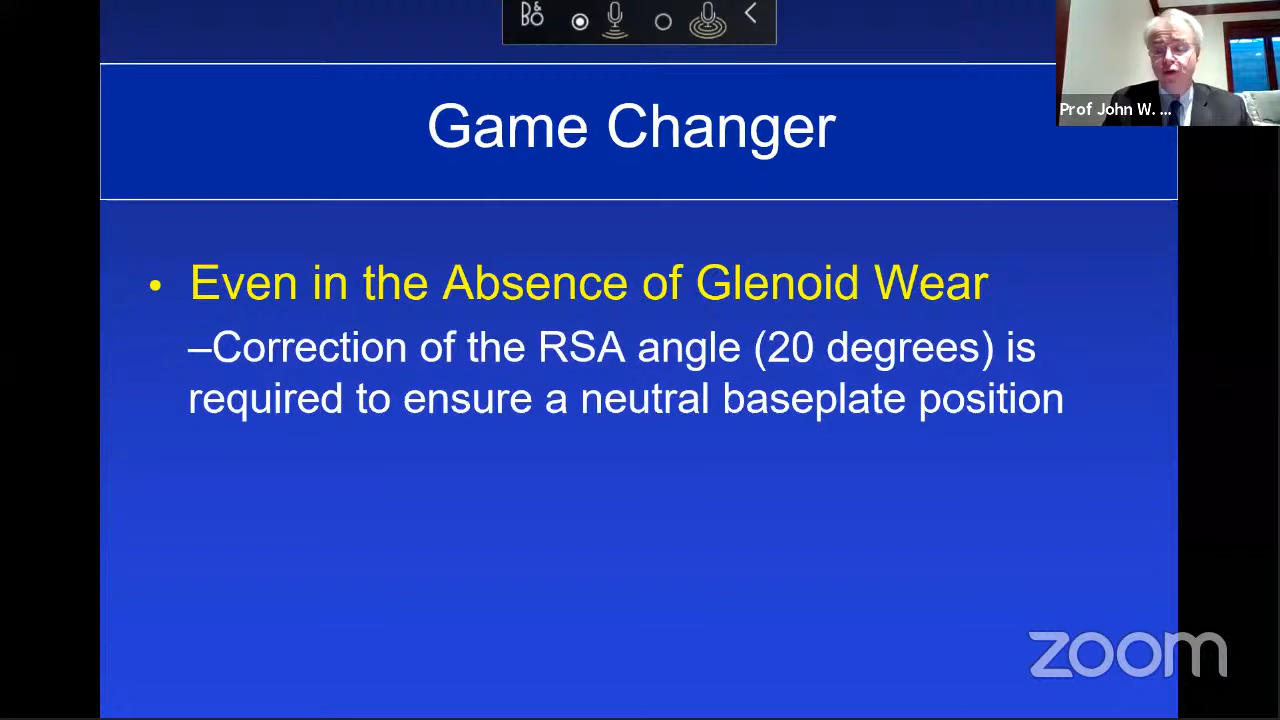 B&O
Game Changer
Prof John W. ...
• Even in the Absence of Glenoid Wear
–Correction of the RSA angle (20 degrees) is
required to ensure a neutral baseplate position
zoom